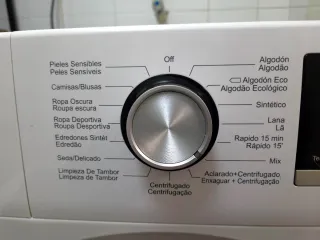 Off
Pieles Sensibles
Peles Sensíveis
Camisas/Blusas
Ropa Oscura
Roupa escura
Ropa Deportiva
Roupa Desportiva
Edredones Sintét
Edredão
Seda/Delicado
Limpieza De Tambor
Limpeza de Tambor
Centrifugado
Centrifugação
Algodón
Algodão
Algodón Eco
Algodão Ecológico
Sintético
Lana
Lã
Rapido 15 min
Rápido 15'
Mix
Aclarado+Centrifugado.
Enxaguar + Centrifugação